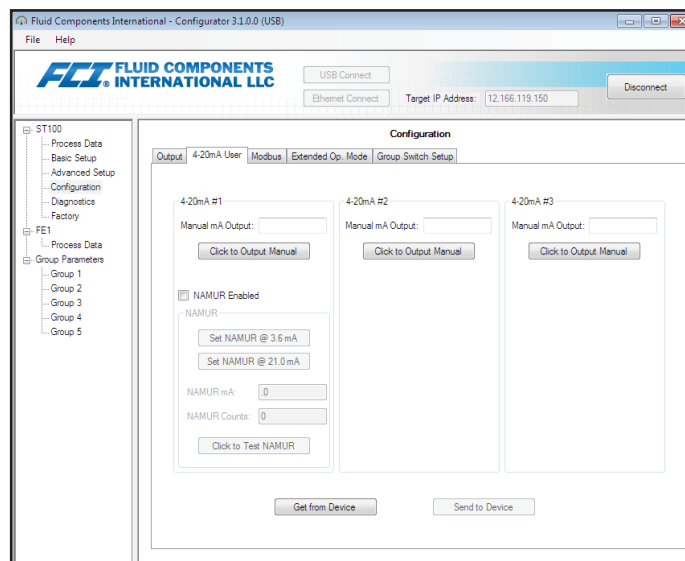 Fluid Components International - Configurator 3.1.0.0 (USB)
File Help
FCI ® FLUID COMPONENTS
INTERNATIONAL LLC
USB Connect
Ethernet Connect
Target IP Address: 12.166.119.150
Disconnect
ST100
Process Data
Basic Setup
Advanced Setup
Configuration
Diagnostics
Factory
FE1
Process Data
Group Parameters
Group 1
Group 2
Group 3
Group 4
Group 5
Configuration
Output 4-20mA User Modbus Extended Op. Mode Group Switch Setup
4-20mA #1
Manual mA Output:
Click to Output Manual
NAMUR Enabled
NAMUR
Set NAMUR @ 3.6 mA
Set NAMUR @ 21.0 mA
NAMUR mA: .0
NAMUR Counts: 0
Click to Test NAMUR
4-20mA #2
Manual mA Output:
Click to Output Manual
4-20mA #3
Manual mA Output:
Click to Output Manual
Get from Device
Send to Device